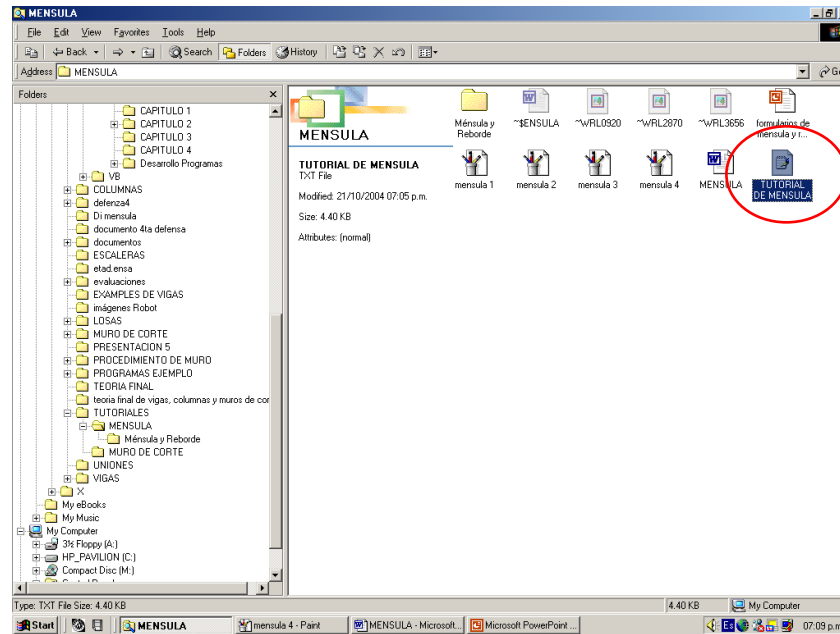 MENSULA
File Edit View Favorites Tools Help
Back Search Folders History
Address MENSULA Go
Folders
CAPITULO 1
CAPITULO 2
CAPITULO 3
CAPITULO 4
Desarrollo Programas
VB
COLUMNAS
defenza4
Di mensula
documento 4ta defensa
documentos
ESCALERAS
etad.ensa
evaluaciones
EXAMPLES DE VIGAS
imágenes Robot
LOSAS
MURO DE CORTE
PRESENTACION 5
PROCEDIMIENTO DE MURO
PROGRAMAS EJEMPLO
TEORIA FINAL
teoria final de vigas, columnas y muros de cor
TUTORIALES
MENSULA
Ménsula y Reborde
MURO DE CORTE
UNIONES
VIGAS
X
My eBooks
My Music
My Computer
3½ Floppy (A:)
HP_PAVILION (C:)
Compact Disc (M:)
MENSULA
TUTORIAL DE MENSULA
TXT File
Modified: 21/10/2004 07:05 p.m.
Size: 4.40 KB
Attributes: (normal)
Ménsula y Reborde
~$ENSULA
~WRL0920
~WRL2870
~WRL3656
formularios de mensula y r...
mensula 1
mensula 2
mensula 3
mensula 4
MENSULA
TUTORIAL DE MENSULA
Type: TXT File Size: 4.40 KB 4.40 KB My Computer
Start MENSULA mensula 4 - Paint MENSULA - Microsoft... Microsoft PowerPoint ... Es 07:09 p.m